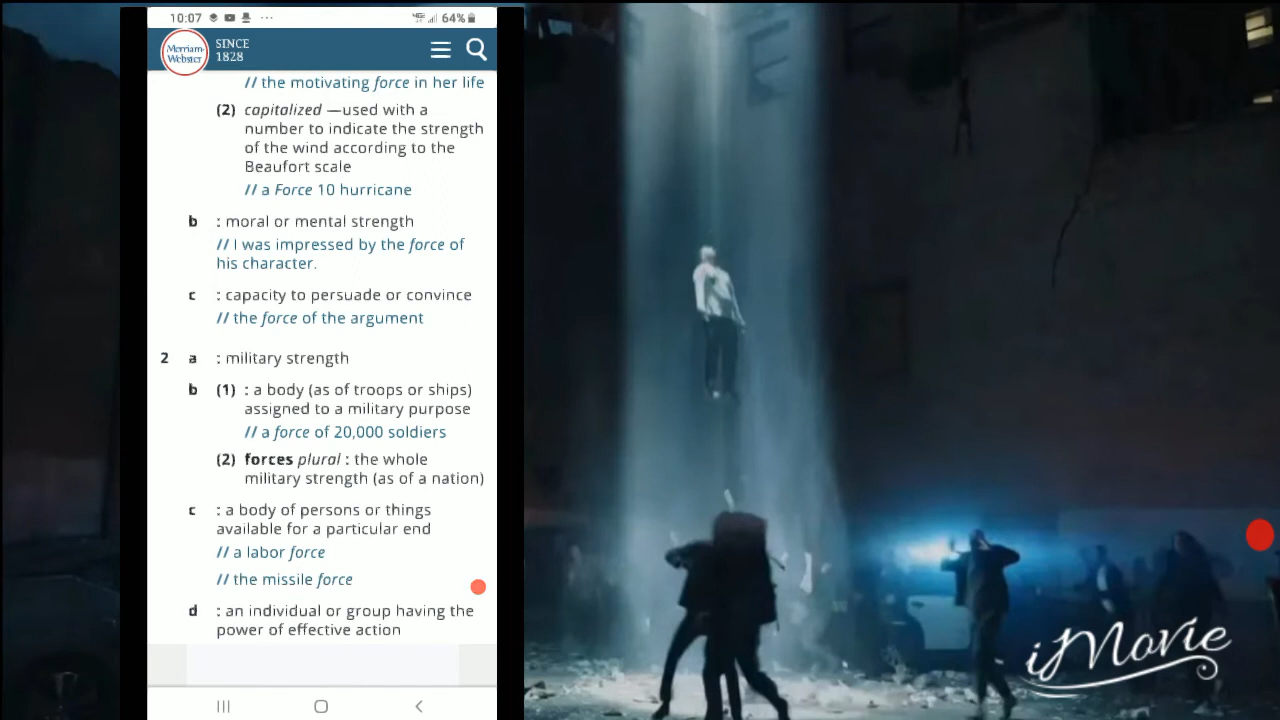 10:07 64%
Merriam-
Webster
SINCE
1828
// the motivating force in her life
(2) capitalized —used with a
number to indicate the strength
of the wind according to the
Beaufort scale
// a Force 10 hurricane
b : moral or mental strength
// I was impressed by the force of
his character.
c : capacity to persuade or convince
// the force of the argument
2 a : military strength
b (1) : a body (as of troops or ships)
assigned to a military purpose
// a force of 20,000 soldiers
(2) forces plural : the whole
military strength (as of a nation)
c : a body of persons or things
available for a particular end
// a labor force
// the missile force
d : an individual or group having the
power of effective action
iMovie